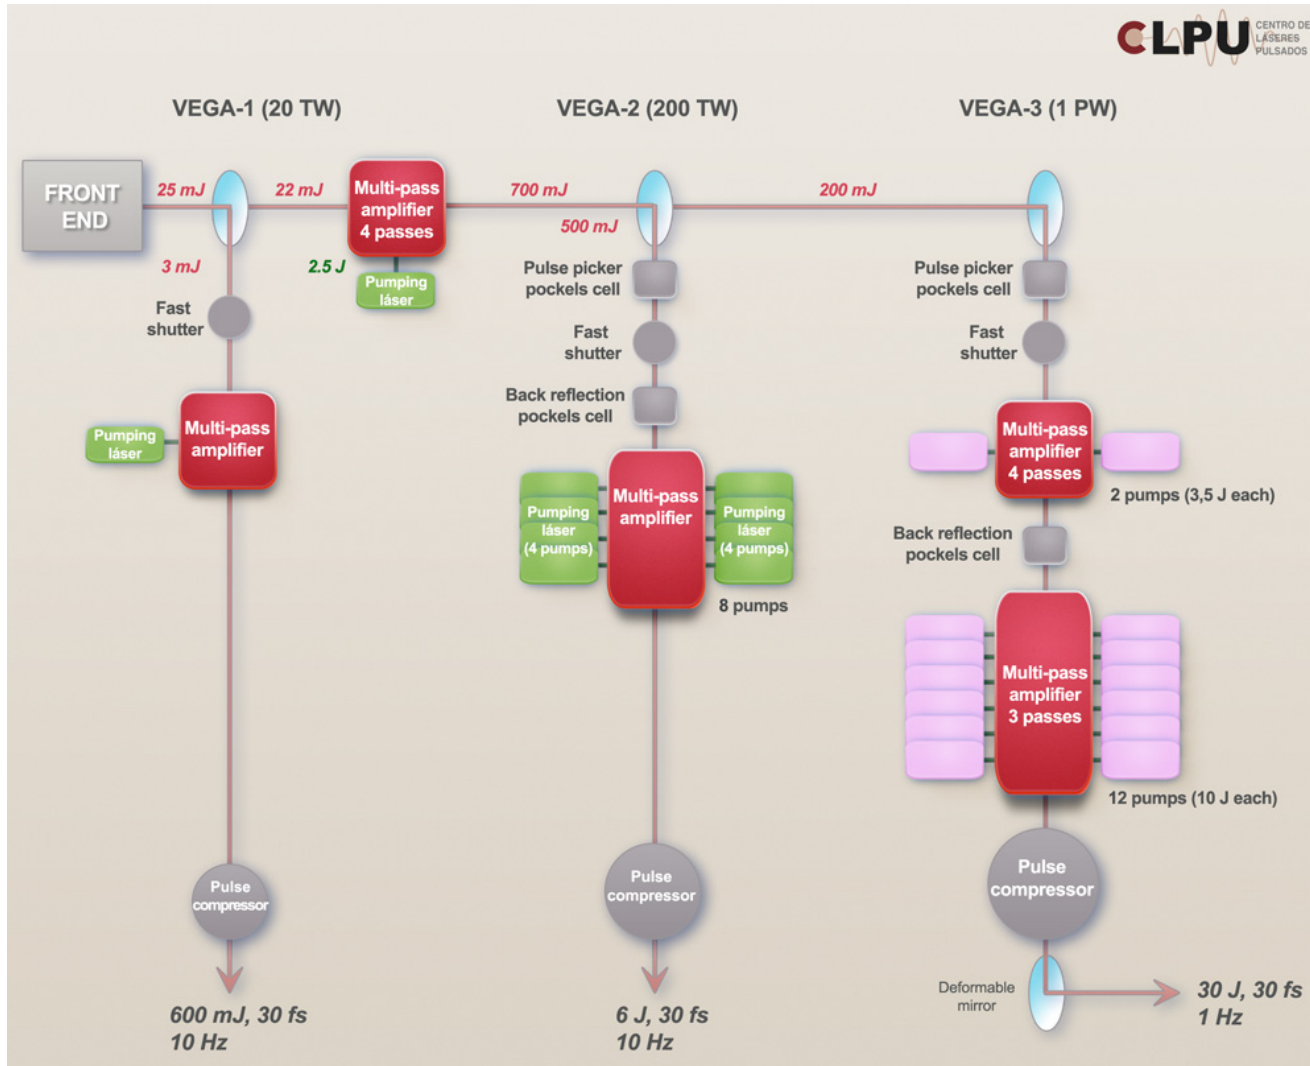 CLPU
CENTRO DE
LÁSERES
PULSADOS
VEGA-1 (20 TW)
VEGA-2 (200 TW)
VEGA-3 (1 PW)
FRONT
END
25 mJ
22 mJ
3 mJ
Multi-pass
amplifier
4 passes
2.5 J
Pumping
láser
700 mJ
500 mJ
200 mJ
Fast
shutter
Pumping
láser
Multi-pass
amplifier
Pulse
compressor
600 mJ, 30 fs
10 Hz
Pulse picker
pockels cell
Fast
shutter
Back reflection
pockels cell
Pumping
láser
(4 pumps)
Multi-pass
amplifier
Pumping
láser
(4 pumps)
8 pumps
Pulse
compressor
6 J, 30 fs
10 Hz
Pulse picker
pockels cell
Fast
shutter
Multi-pass
amplifier
4 passes
2 pumps (3,5 J each)
Back reflection
pockels cell
Multi-pass
amplifier
3 passes
12 pumps (10 J each)
Pulse
compressor
Deformable
mirror
30 J, 30 fs
1 Hz